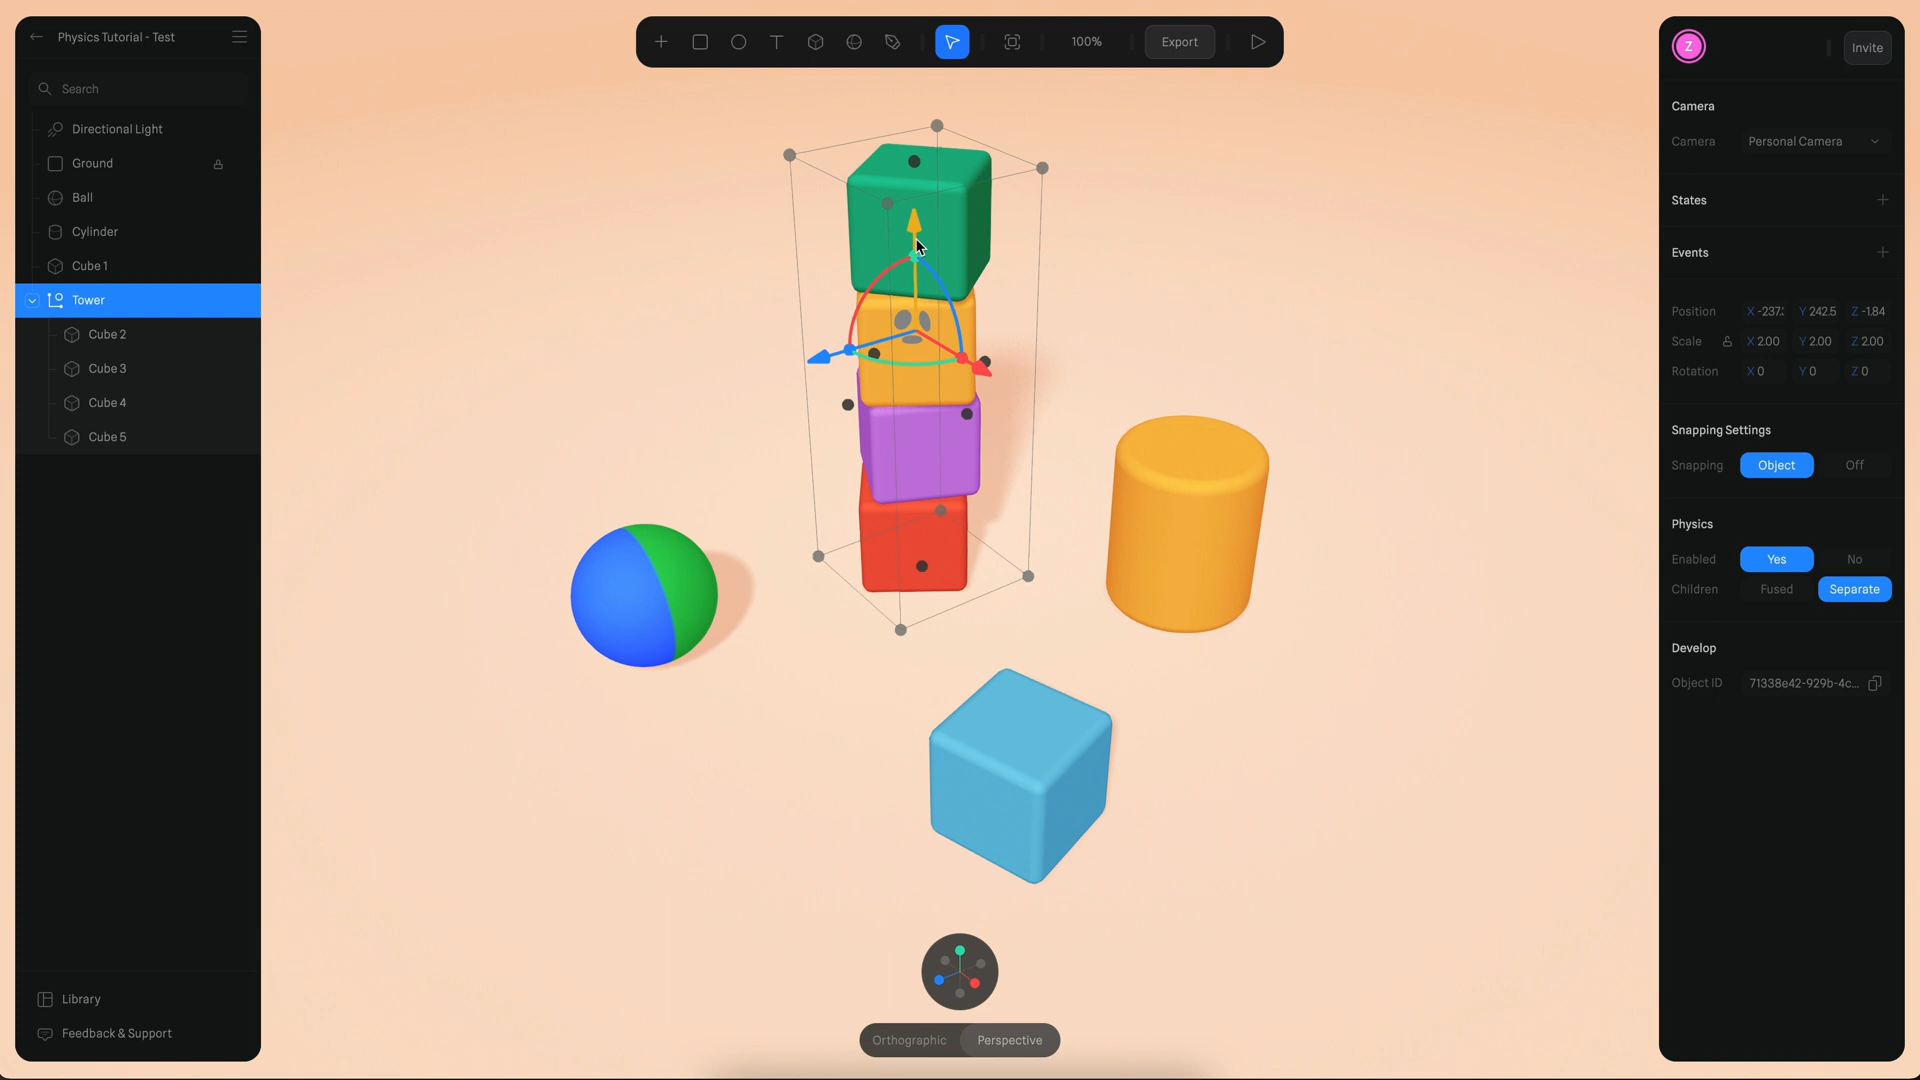 Physics Tutorial - Test
Search
Directional Light
Ground
Ball
Cylinder
Cube 1
Tower
Cube 2
Cube 3
Cube 4
Cube 5
Library
Feedback & Support
100%
Export
Orthographic
Perspective
Z
Invite
Camera
Camera Personal Camera
States
Events
Position X -237.: Y 242.5 Z -1.84
Scale X 2.00 Y 2.00 Z 2.00
Rotation X 0 Y 0 Z 0
Snapping Settings
Snapping Object Off
Physics
Enabled Yes No
Children Fused Separate
Develop
Object ID 71338e42-929b-4c...